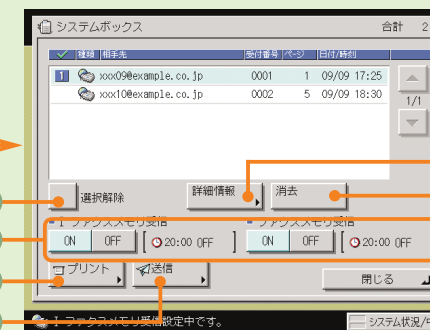 システムボックス 合計 2
種類 相手先 受付番号 ページ 日付/時刻
1 xxx09@example.co.jp 0001 1 09/09 17:25
xxx10@example.co.jp 0002 5 09/09 18:30
1/1
選択解除 詳細情報 消去
I ファクスメモリ受信 ファクスメモリ受信
ON OFF [ 20:00 OFF ] ON OFF [ 20:00 OFF
プリント 送信 閉じる
I ファクスメモリ受信設定中です。 システム状況/中